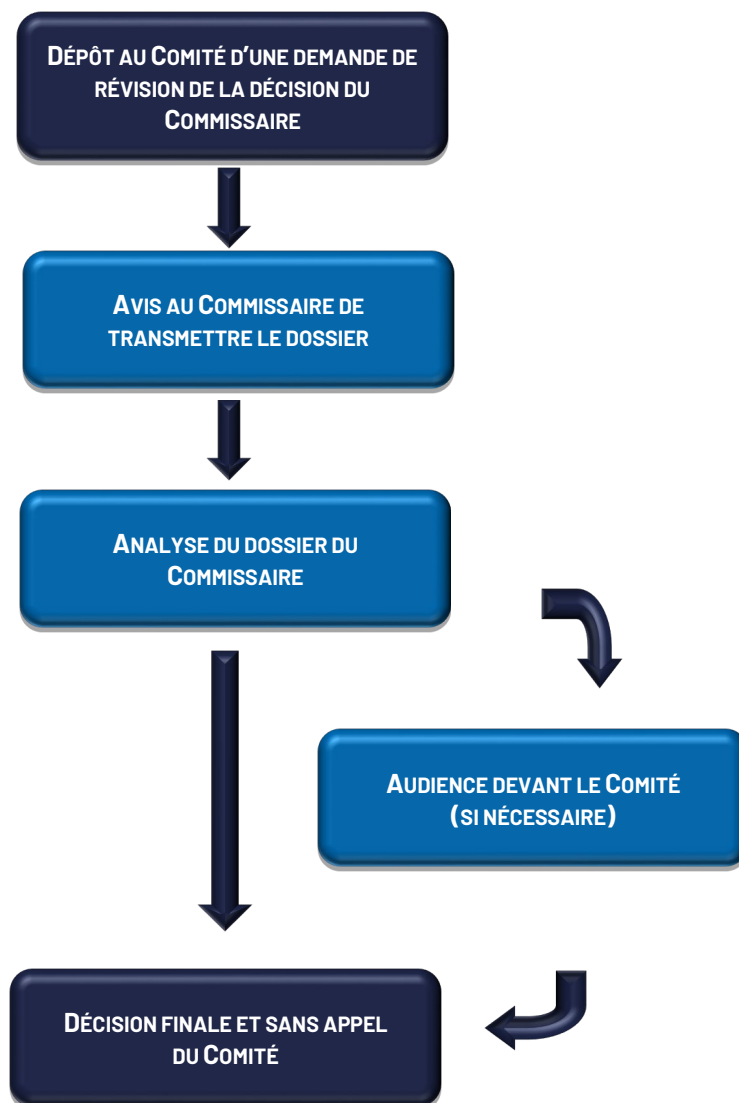 DÉPÔT AU COMITÉ D'UNE DEMANDE DE
RÉVISION DE LA DÉCISION DU
COMMISSAIRE
AVIS AU COMMISSAIRE DE
TRANSMETTRE LE DOSSIER
ANALYSE DU DOSSIER DU
COMMISSAIRE
AUDIENCE DEVANT LE COMITÉ
(SI NÉCESSAIRE)
DÉCISION FINALE ET SANS APPEL
DU COMITÉ